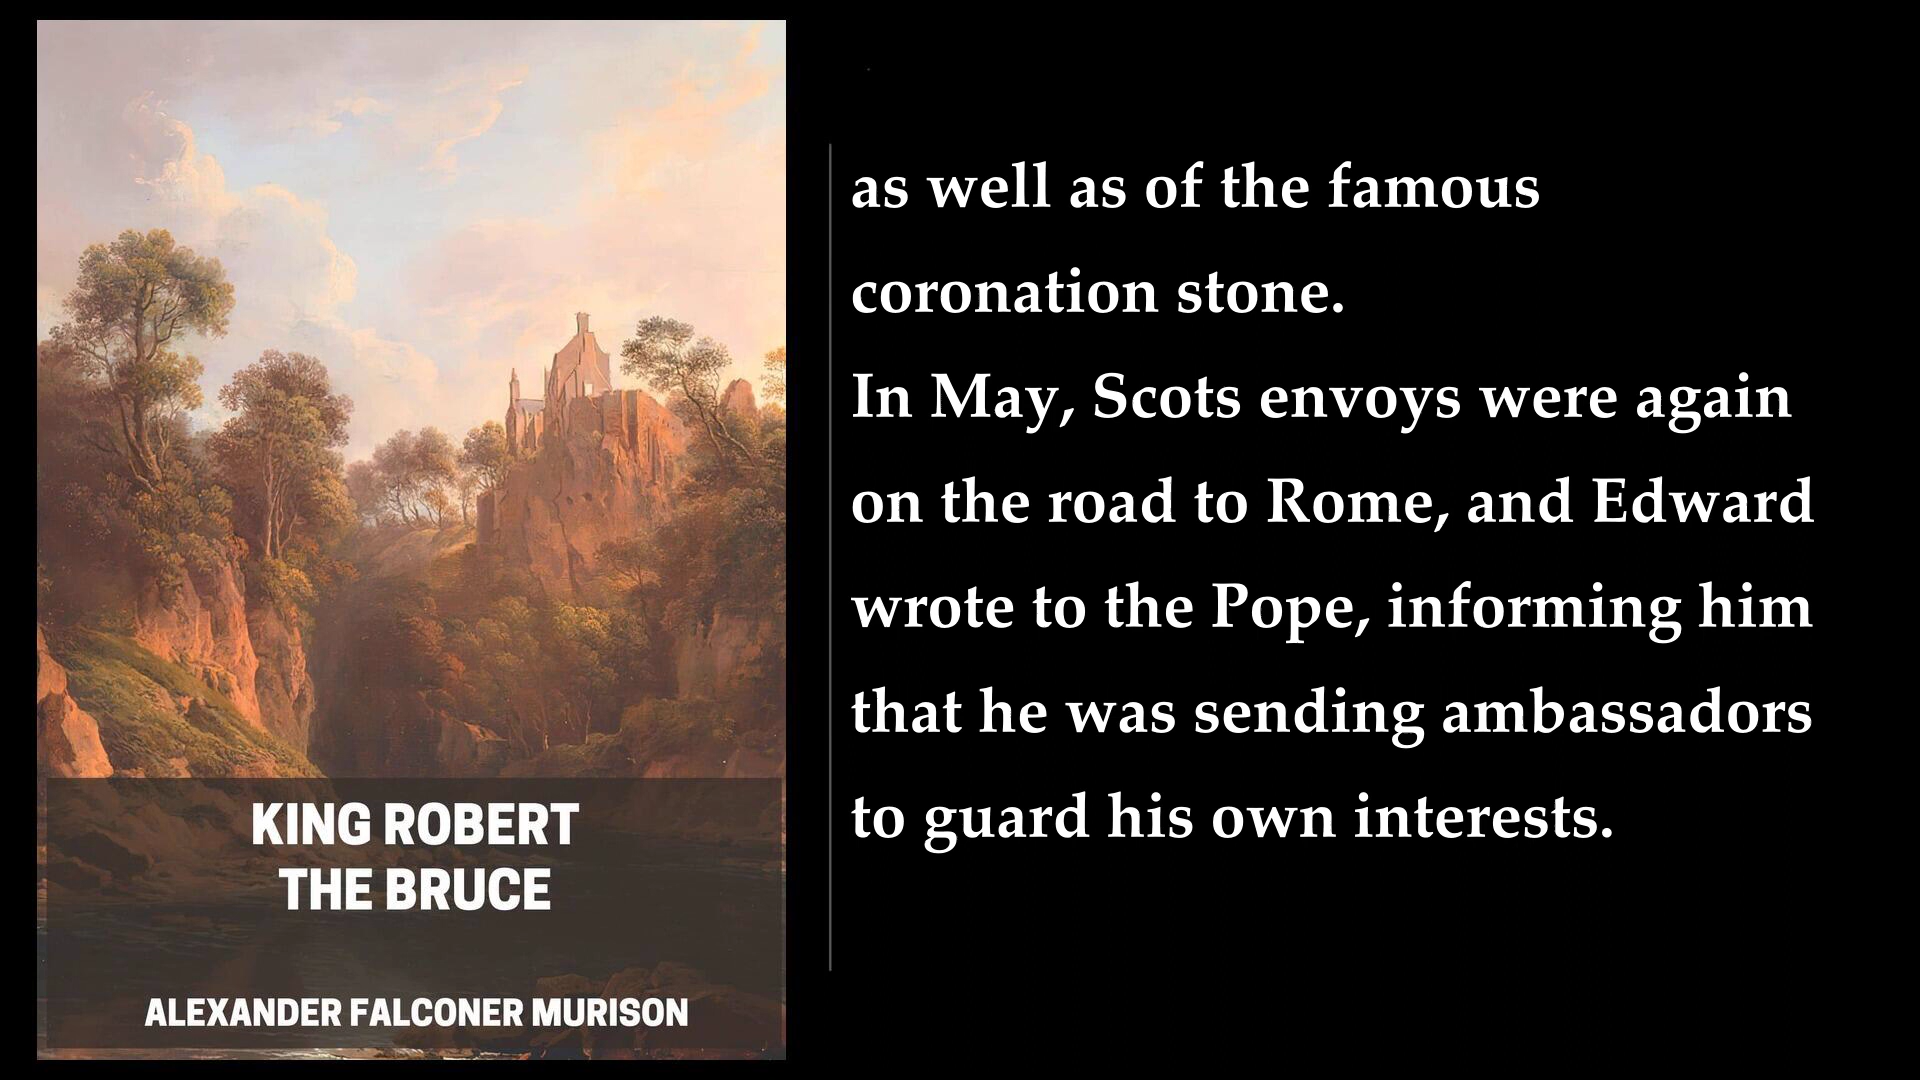 KING ROBERT
THE BRUCE
ALEXANDER FALCONER MURISON
as well as of the famous
coronation stone.
In May, Scots envoys were again
on the road to Rome, and Edward
wrote to the Pope, informing him
that he was sending ambassadors
to guard his own interests.